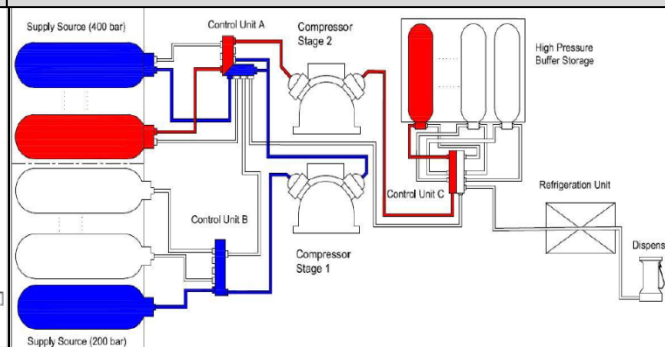 Supply Source (400 bar)
Control Unit A
Compressor
Stage 2
High Pressure
Buffer Storage
Control Unit B
Control Unit C
Refrigeration Unit
Compressor
Stage 1
Dispens
Supply Source (200 bar)